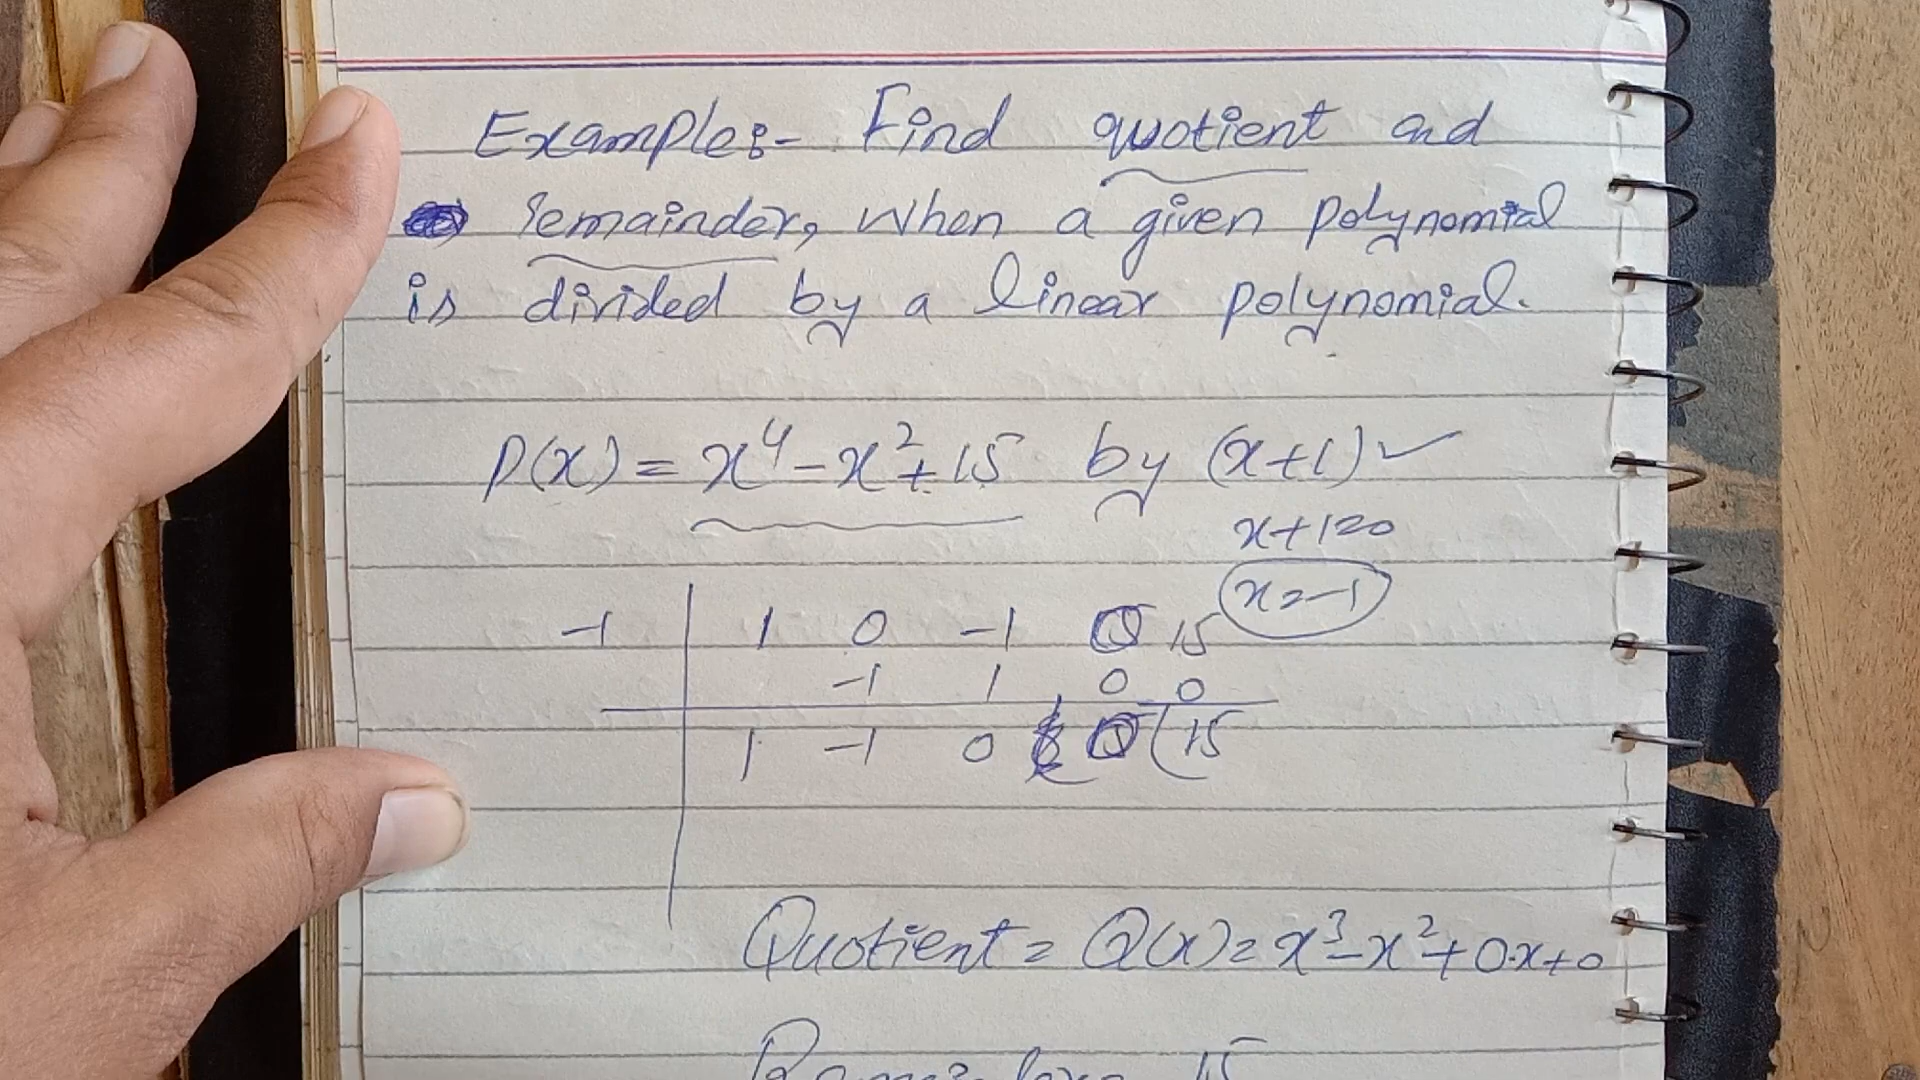 Example:- Find quotient and
remainder, when a given polynomial
is divided by a linear polynomial.
P(x) = x⁴-x²+15 by (x+1) ✓
x+1=0
x=-1
-1 | 1 0 -1 0 15
-1 1 0 0
1 -1 0 0 15
Quotient = Q(x) = x³-x²+0·x+0
15